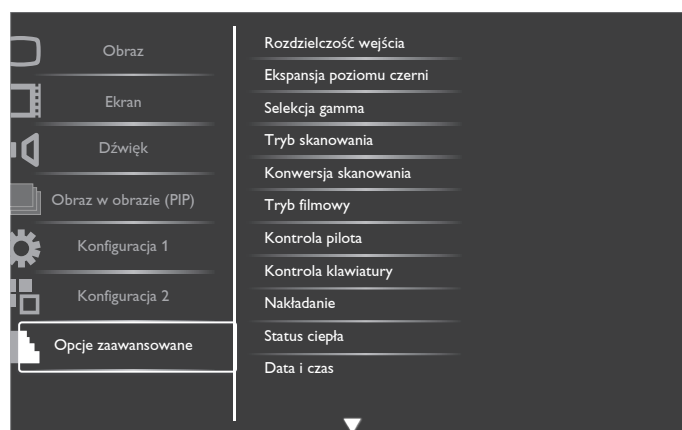 Obraz
Ekran
Dźwięk
Obraz w obrazie (PIP)
Konfiguracja 1
Konfiguracja 2
Opcje zaawansowane
Rozdzielczość wejścia
Ekspansja poziomu czerni
Selekcja gamma
Tryb skanowania
Konwersja skanowania
Tryb filmowy
Kontrola pilota
Kontrola klawiatury
Nakładanie
Status ciepła
Data i czas